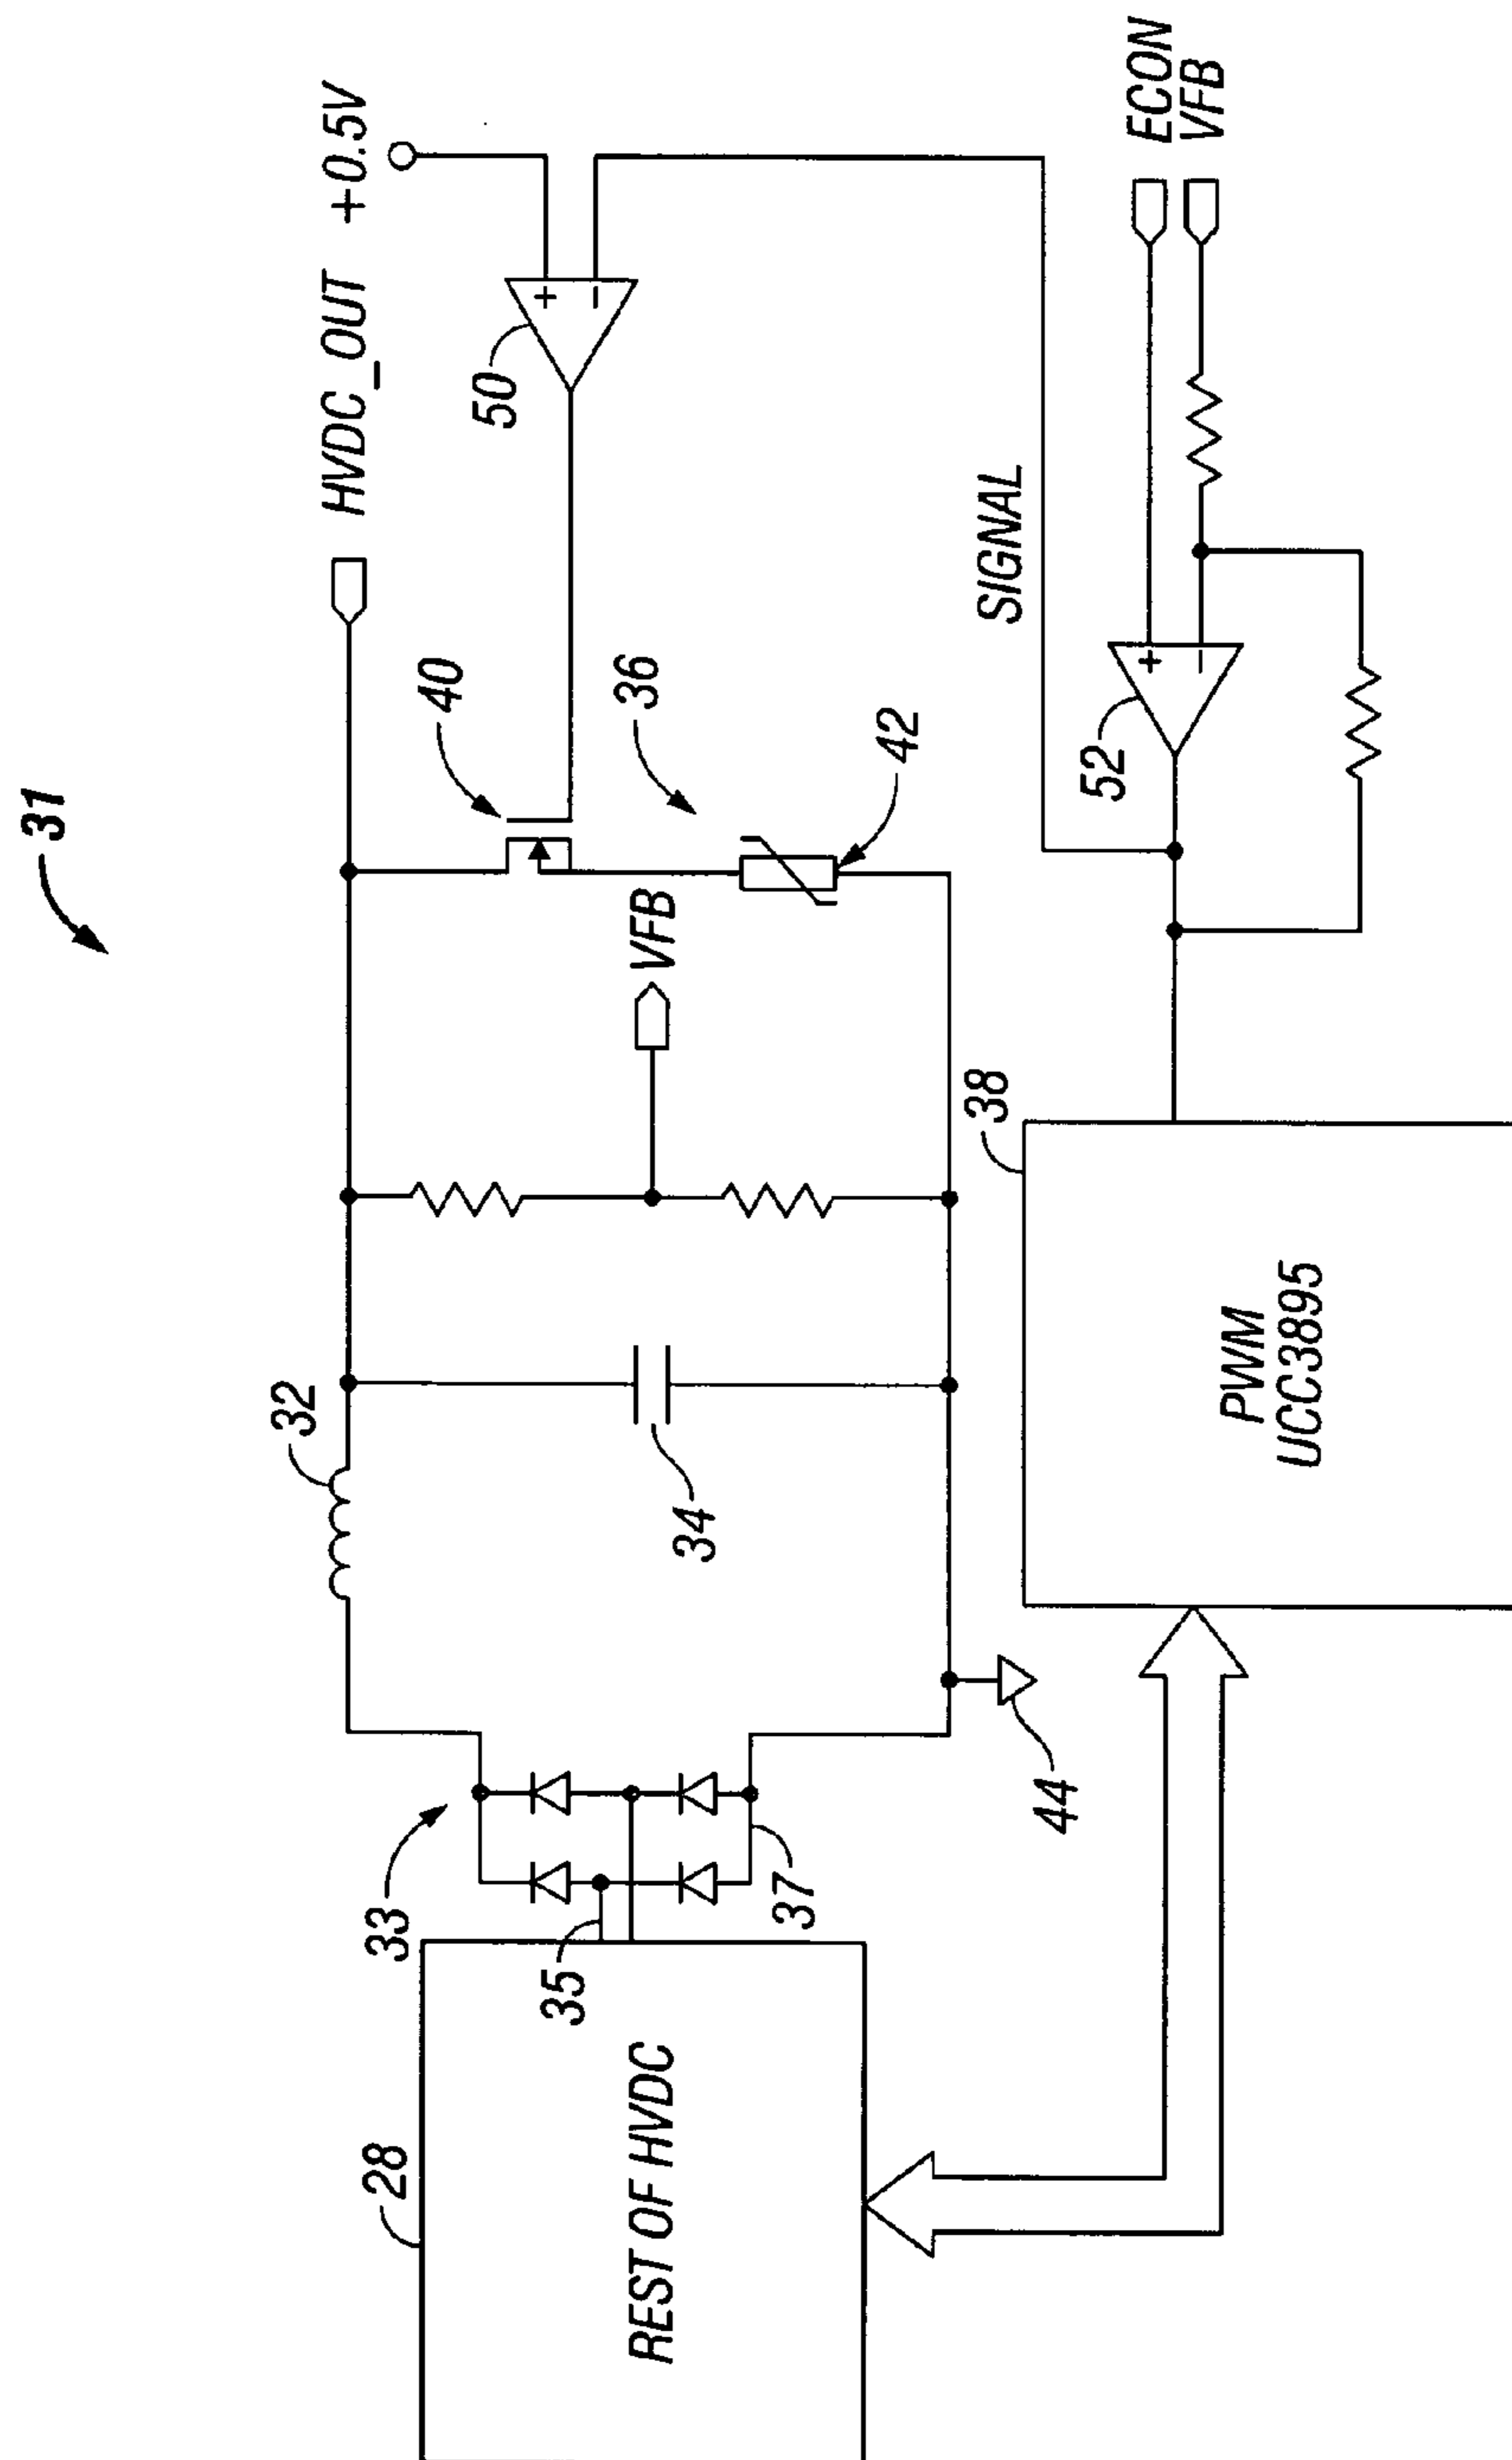 31
HVDC_OUT
+0.5V
50
40
36
42
VFB
32
34
33
35
37
44
28
REST OF HVDC
38
PWM
UCC3895
SIGNAL
52
ECON
VFB